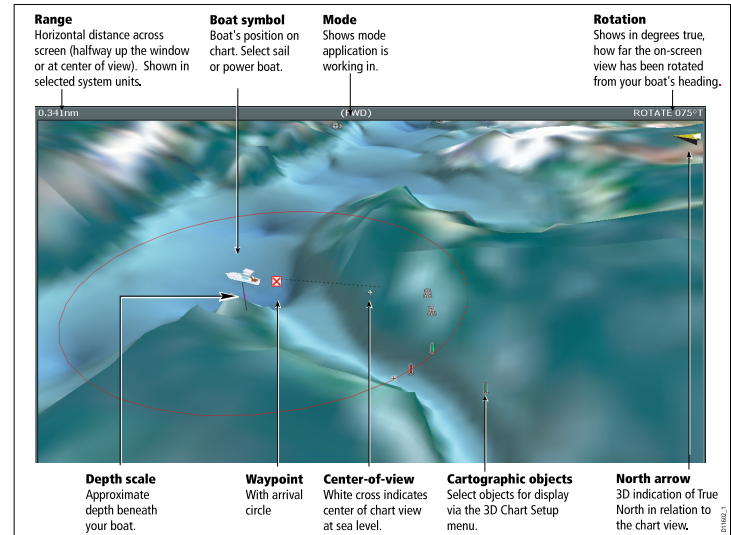 Range
Horizontal distance across
screen (halfway up the window
or at center of view). Shown in
selected system units.
Boat symbol
Boat's position on
chart. Select sail
or power boat.
Mode
Shows mode
application is
working in.
Rotation
Shows in degrees true,
how far the on-screen
view has been rotated
from your boat's heading.
0.341nm
(FWD)
ROTATE 075°T
Depth scale
Approximate
depth beneath
your boat.
Waypoint
With arrival
circle
Center-of-view
White cross indicates
center of chart view
at sea level.
Cartographic objects
Select objects for display
via the 3D Chart Setup
menu.
North arrow
3D indication of True
North in relation to
the chart view.
D11602_1